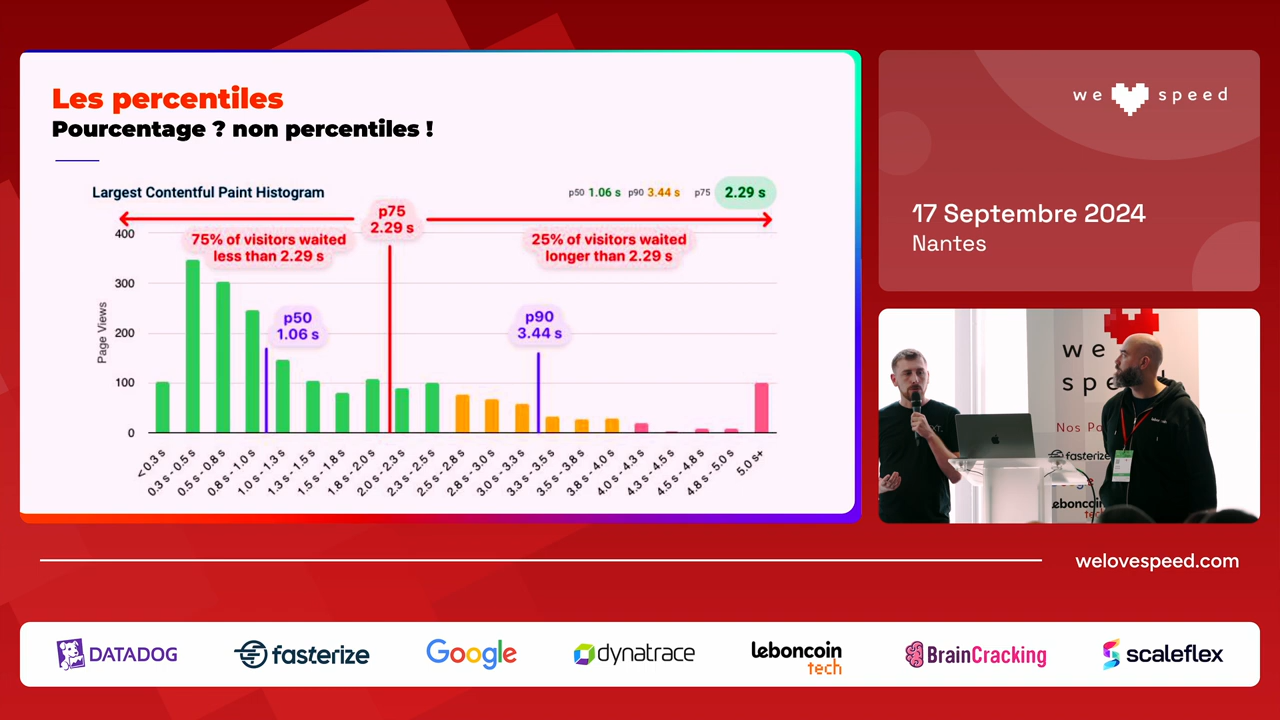 Les percentiles
Pourcentage ? non percentiles !
Largest Contentful Paint Histogram
p50 1.06 s p90 3.44 s p75 2.29 s
p75
2.29 s
75% of visitors waited
less than 2.29 s
25% of visitors waited
longer than 2.29 s
p50
1.06 s
p90
3.44 s
Page Views
400
300
200
100
0
< 0.3 s
0.3 s - 0.5 s
0.5 s - 0.8 s
0.8 s - 1.0 s
1.0 s - 1.3 s
1.3 s - 1.5 s
1.5 s - 1.8 s
1.8 s - 2.0 s
2.0 s - 2.3 s
2.3 s - 2.5 s
2.5 s - 2.8 s
2.8 s - 3.0 s
3.0 s - 3.3 s
3.3 s - 3.5 s
3.5 s - 3.8 s
3.8 s - 4.0 s
4.0 s - 4.3 s
4.3 s - 4.5 s
4.5 s - 4.8 s
4.8 s - 5.0 s
5.0 s+
we speed
17 Septembre 2024
Nantes
we
sp
Nos Pa
fasterize
leboncoin
tech
welovespeed.com
DATADOG
fasterize
Google
dynatrace
leboncoin
tech
BrainCracking
scaleflex